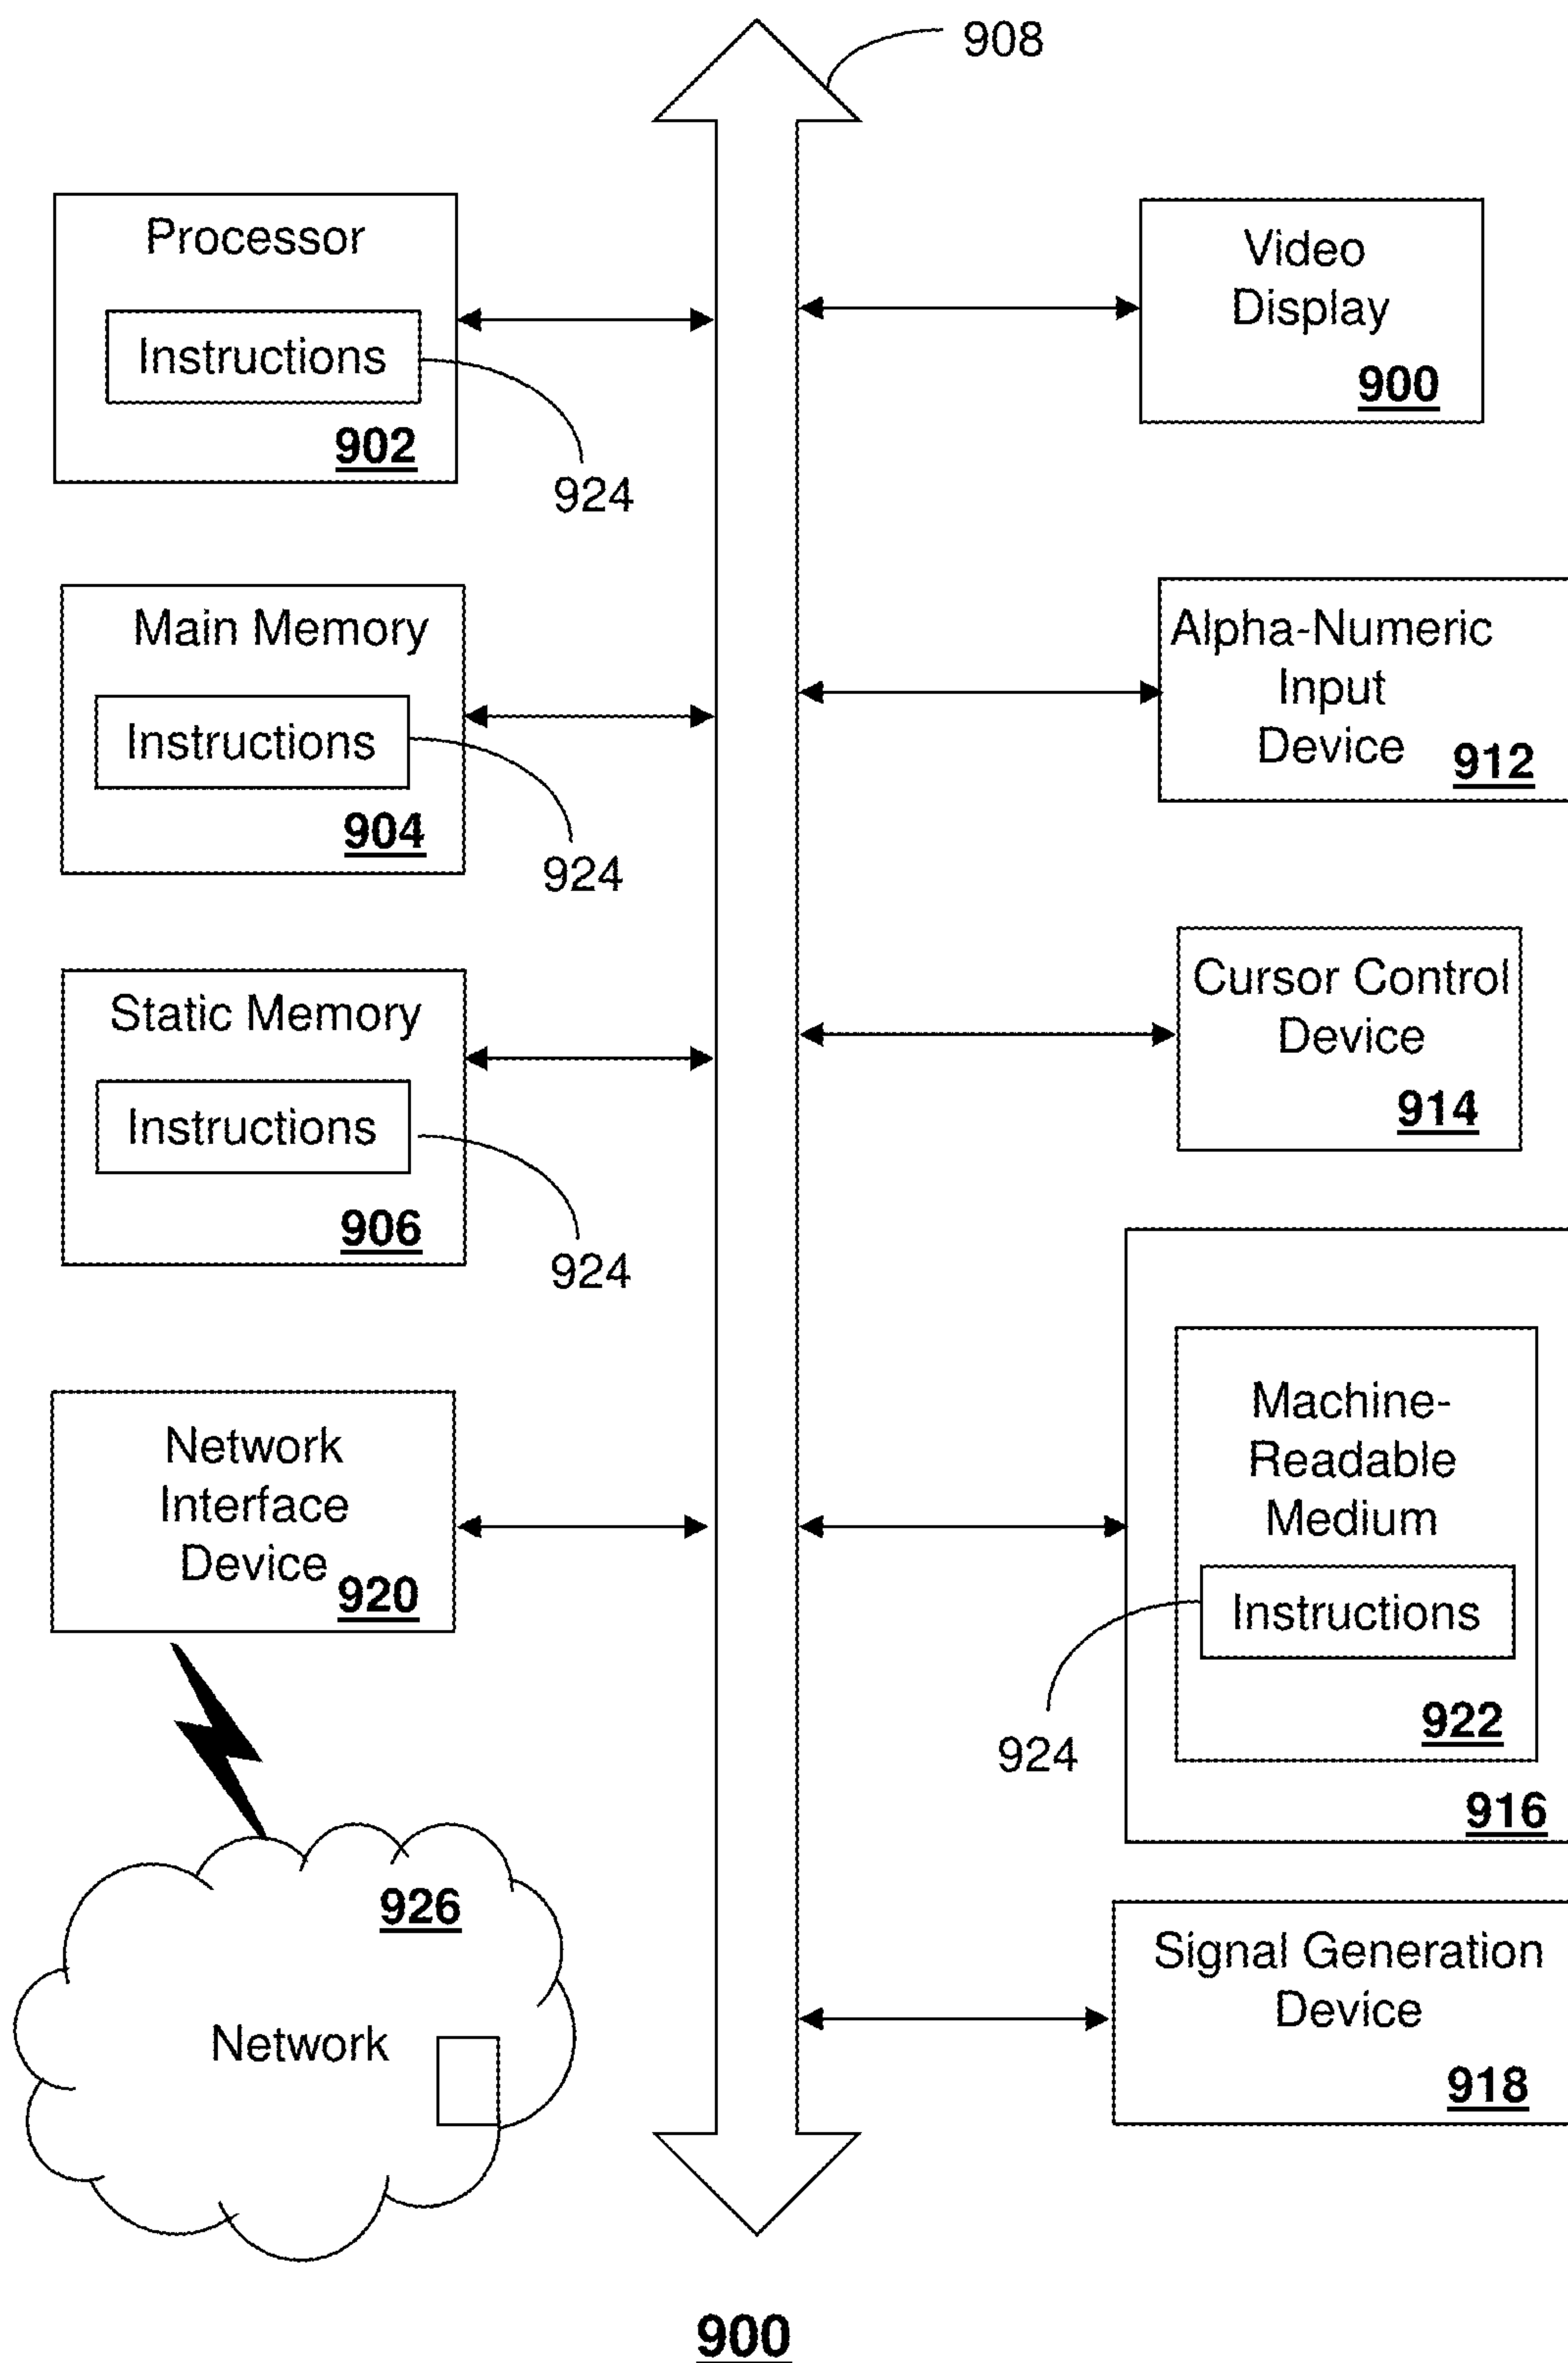 908
Processor
Instructions
902
924
Video
Display
900
Main Memory
Instructions
904
924
Alpha-Numeric
Input
Device
912
Static Memory
Instructions
906
924
Cursor Control
Device
914
Network
Interface
Device
920
Machine-
Readable
Medium
Instructions
922
924
916
926
Network
Signal Generation
Device
918
900